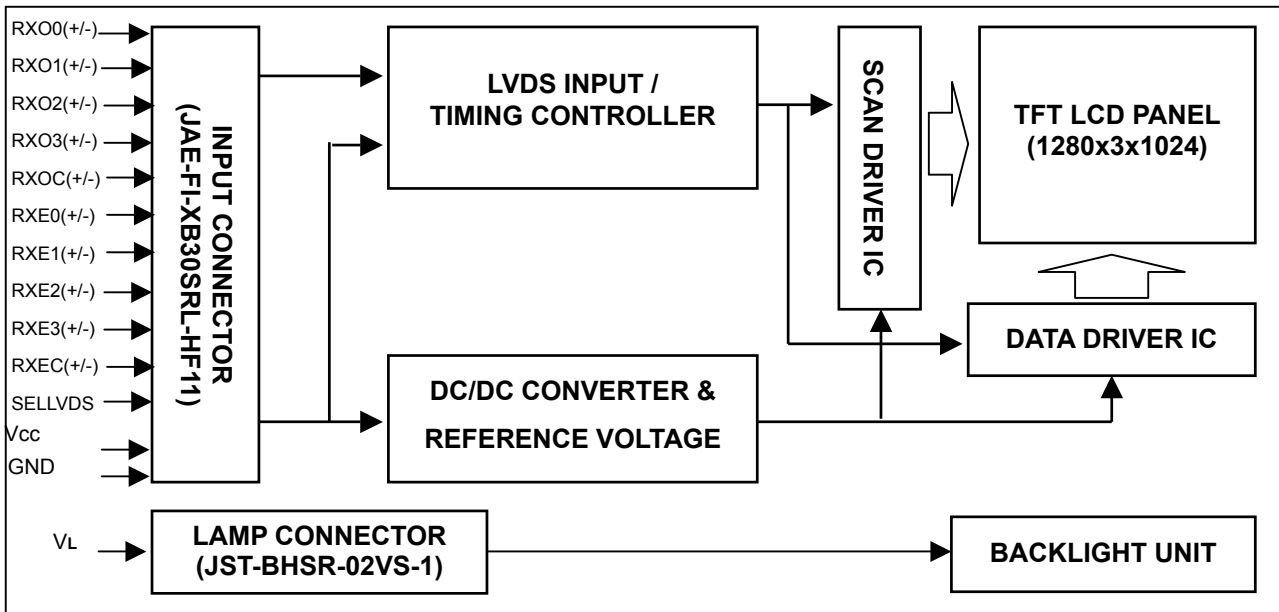 RXO0(+/-)
RXO1(+/-)
RXO2(+/-)
RXO3(+/-)
RXOC(+/-)
RXE0(+/-)
RXE1(+/-)
RXE2(+/-)
RXE3(+/-)
RXEC(+/-)
SELLVDS
Vcc
GND
INPUT CONNECTOR
(JAE-FI-XB30SRL-HF11)
LVDS INPUT /
TIMING CONTROLLER
SCAN DRIVER IC
TFT LCD PANEL
(1280x3x1024)
DATA DRIVER IC
DC/DC CONVERTER &
REFERENCE VOLTAGE
VL
LAMP CONNECTOR
(JST-BHSR-02VS-1)
BACKLIGHT UNIT